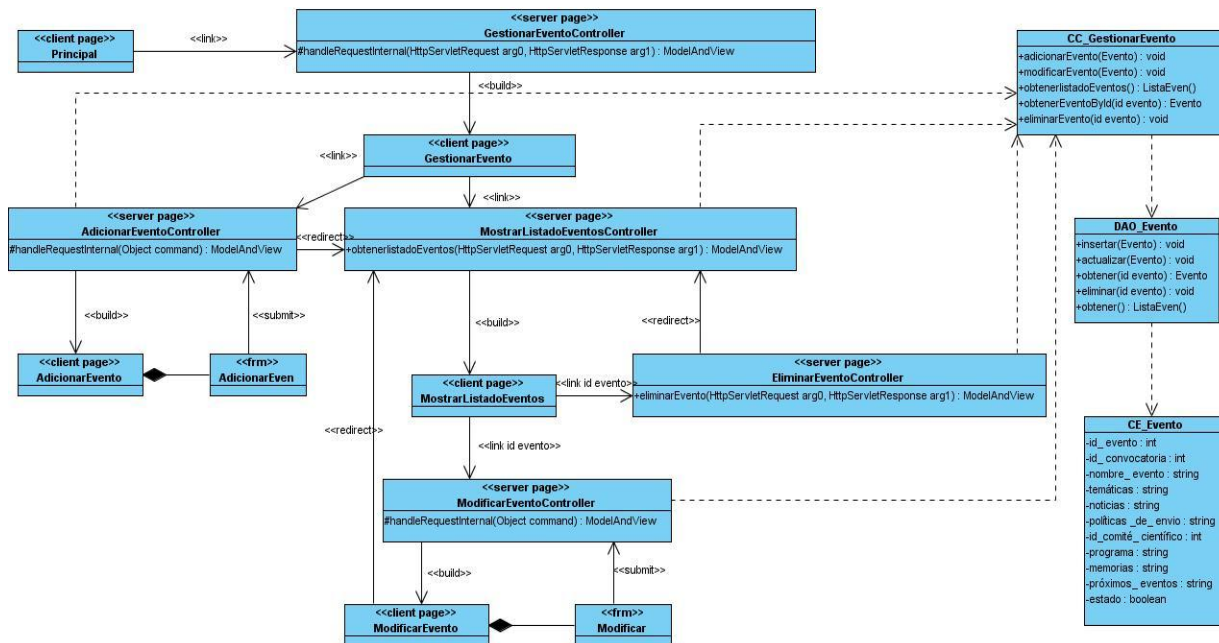 <<server page>>
GestionarEventoController
#handleRequestInternal(HttpServletRequest arg0, HttpServletResponse arg1) : ModelAndView
<<client page>>
Principal
<<link>>
CC_GestionarEvento
+adicionarEvento(Evento) : void
+modificarEvento(Evento) : void
+obtenerlistadoEventos() : ListaEven()
+obtenerEventoById(id evento) : Evento
+eliminarEvento(id evento) : void
<<build>>
<<client page>>
GestionarEvento
<<link>>
<<link>>
<<server page>>
AdicionarEventoController
#handleRequestInternal(Object command) : ModelAndView
<<redirect>>
<<server page>>
MostrarListadoEventosController
+obtenerlistadoEventos(HttpServletRequest arg0, HttpServletResponse arg1) : ModelAndView
DAO_Evento
+insertar(Evento) : void
+actualizar(Evento) : void
+obtener(id evento) : Evento
+eliminar(id evento) : void
+obtener() : ListaEven()
<<build>>
<<submit>>
<<build>>
<<redirect>>
<<client page>>
AdicionarEvento
<<frm>>
AdicionarEven
<<client page>>
MostrarListadoEventos
<<link id evento>>
<<server page>>
EliminarEventoController
+eliminarEvento(HttpServletRequest arg0, HttpServletResponse arg1) : ModelAndView
<<redirect>>
<<link id evento>>
CE_Evento
-id_ evento : int
-id_ convocatoria : int
-nombre_ evento : string
-temáticas : string
-noticias : string
-políticas _de_ envio : string
-id_comité_ científico : int
-programa : string
-memorias : string
-próximos_ eventos : string
-estado : boolean
<<server page>>
ModificarEventoController
#handleRequestInternal(Object command) : ModelAndView
<<build>>
<<submit>>
<<client page>>
ModificarEvento
<<frm>>
Modificar